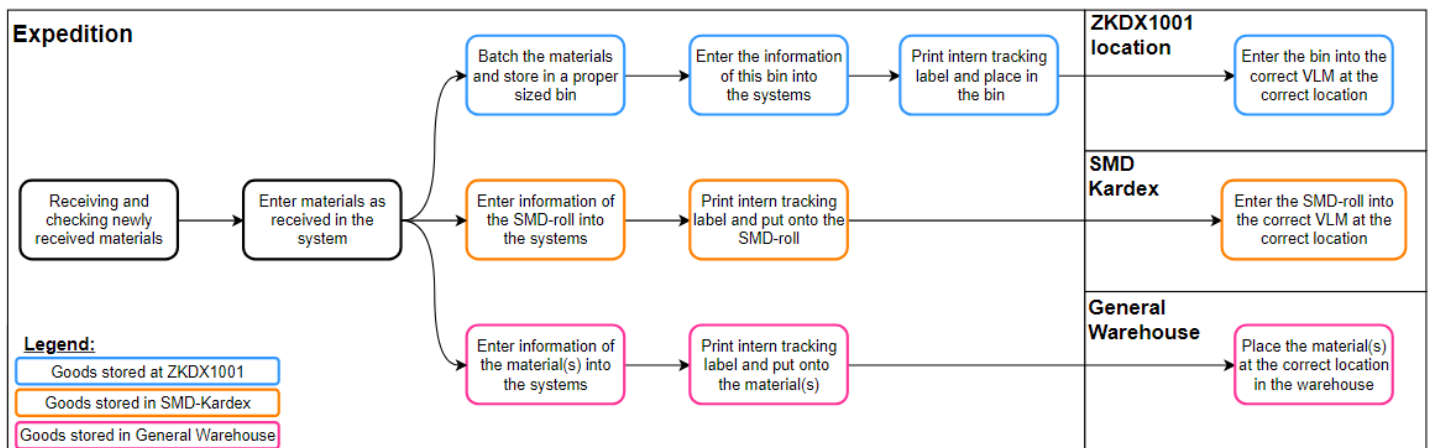 Expedition
Batch the materials
and store in a proper
sized bin
Enter the information
of this bin into
the systems
Print intern tracking
label and place in
the bin
ZKDX1001
location
Enter the bin into the
correct VLM at the
correct location
Receiving and
checking newly
received materials
Enter materials as
received in the
system
Enter information of
the SMD-roll into
the systems
Print intern tracking
label and put onto the
SMD-roll
SMD
Kardex
Enter the SMD-roll into
the correct VLM at the
correct location
Enter information of
the material(s) into
the systems
Print intern tracking
label and put onto
the material(s)
General
Warehouse
Place the material(s)
at the correct location
in the warehouse
Legend:
Goods stored at ZKDX1001
Goods stored in SMD-Kardex
Goods stored in General Warehouse